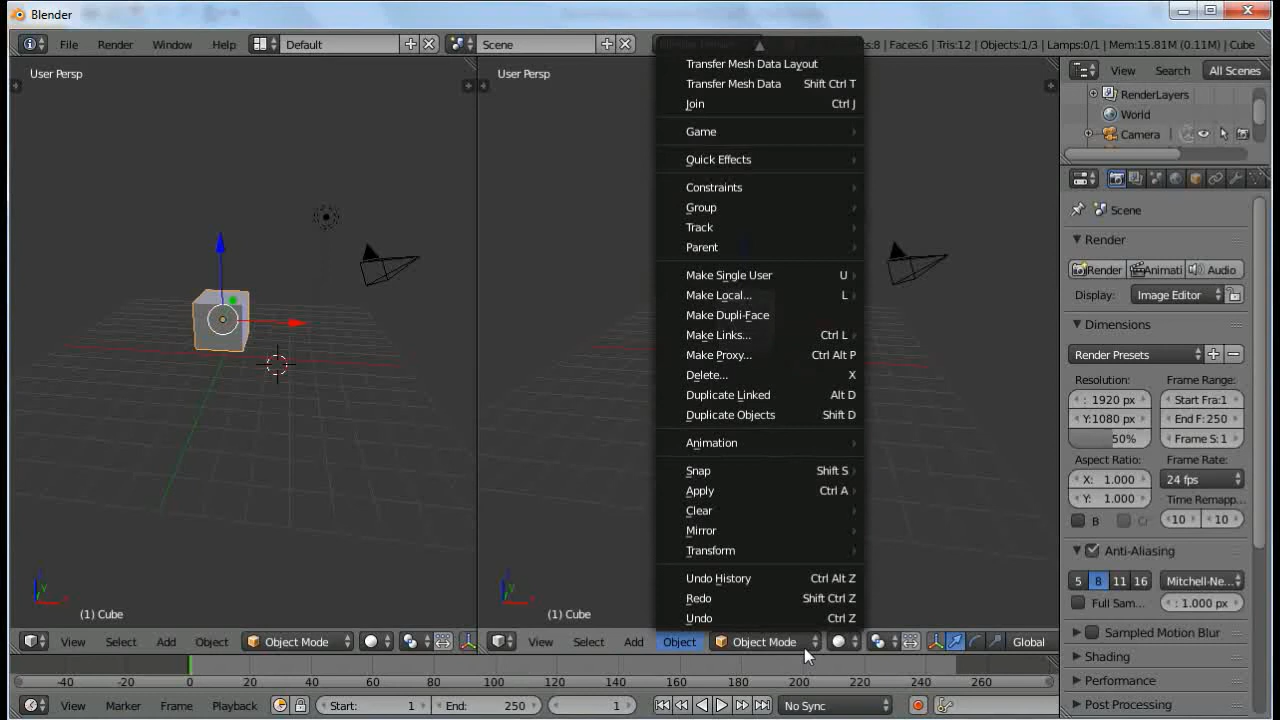 Blender
File Render Window Help Default Scene :8 | Faces:6 | Tris:12 | Objects:1/3 | Lamps:0/1 | Mem:15.81M (0.11M) | Cube
User Persp
User Persp
Transfer Mesh Data Layout
Transfer Mesh Data Shift Ctrl T
Join Ctrl J
Game
Quick Effects
Constraints
Group
Track
Parent
Make Single User U
Make Local... L
Make Dupli-Face
Make Links... Ctrl L
Make Proxy... Ctrl Alt P
Delete... X
Duplicate Linked Alt D
Duplicate Objects Shift D
Animation
Snap Shift S
Apply Ctrl A
Clear
Mirror
Transform
Undo History Ctrl Alt Z
Redo Shift Ctrl Z
Undo Ctrl Z
(1) Cube
(1) Cube
View Select Add Object Object Mode
View Select Add Object Object Mode Global
View Search All Scenes
RenderLayers
World
Camera
Scene
Render
Render Animati Audio
Display: Image Editor
Dimensions
Render Presets
Resolution: Frame Range:
: 1920 px Start Fra:1
Y:1080 px End F: 250
50% Frame S: 1
Aspect Ratio: Frame Rate:
X: 1.000 24 fps
Y: 1.000 Time Remapp...
B Cr 10 10
Anti-Aliasing
5 8 11 16 Mitchell-Ne...
Full Sam... : 1.000 px
Sampled Motion Blur
Shading
Performance
Post Processing
-40 -20 0 20 40 60 80 100 120 140 160 180 200 220 240 260
View Marker Frame Playback Start: 1 End: 250 1 No Sync